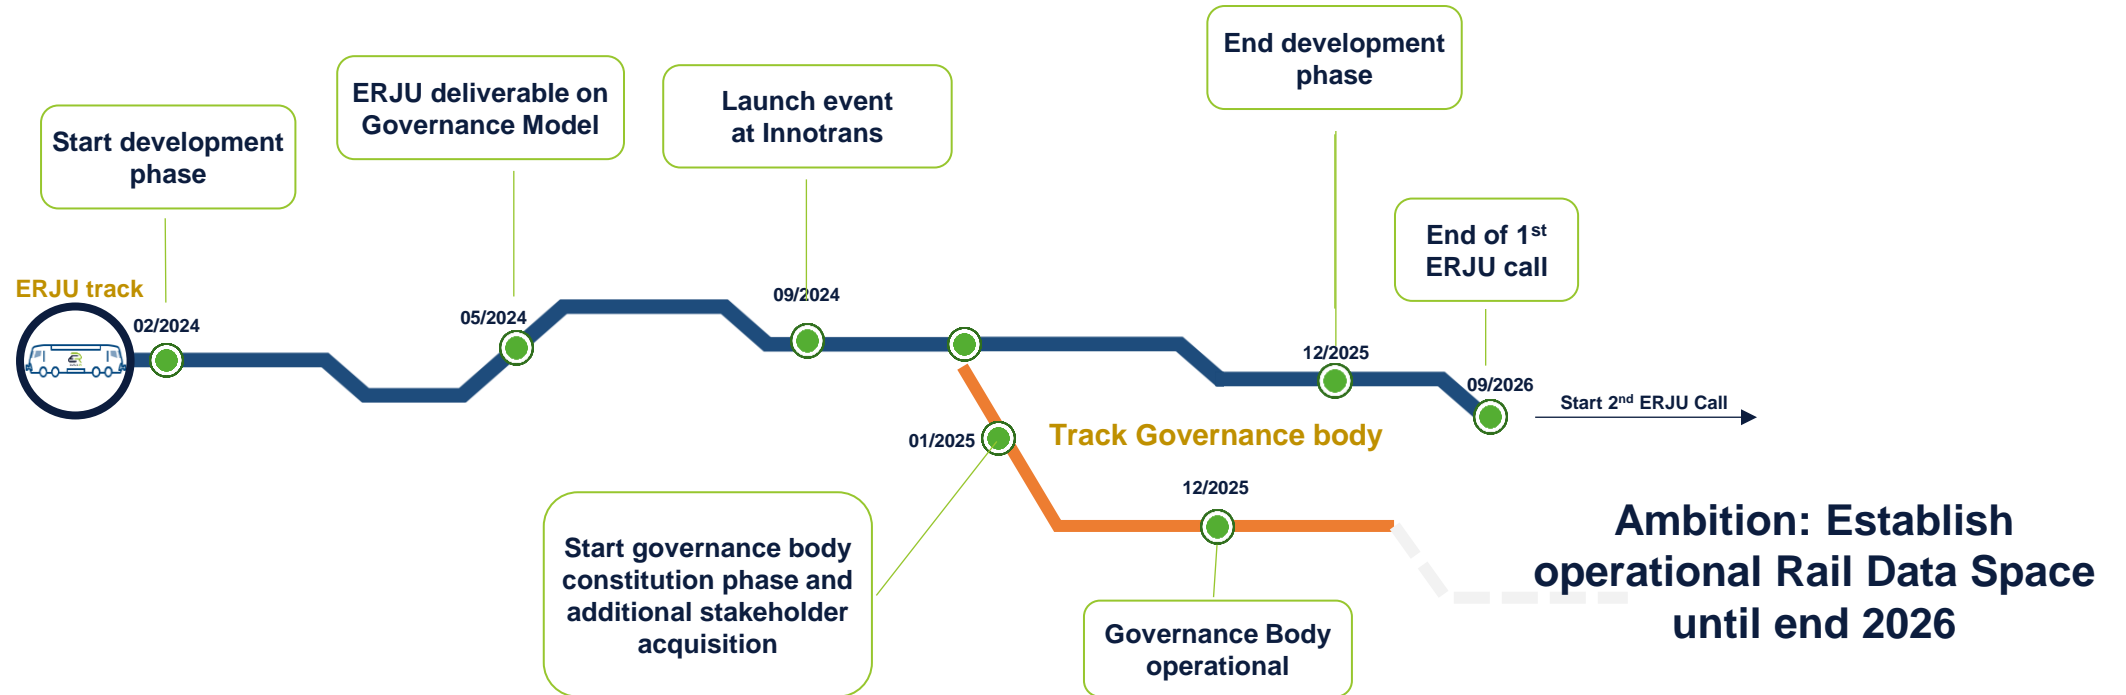 End development
phase
ERJU deliverable on
Governance Model
Launch event
at Innotrans
Start development
phase
End of 1st
ERJU call
ERJU track
02/2024
05/2024
09/2024
12/2025
09/2026
Start 2nd ERJU Call
01/2025
Track Governance body
12/2025
Start governance body
constitution phase and
additional stakeholder
acquisition
Governance Body
operational
Ambition: Establish
operational Rail Data Space
until end 2026